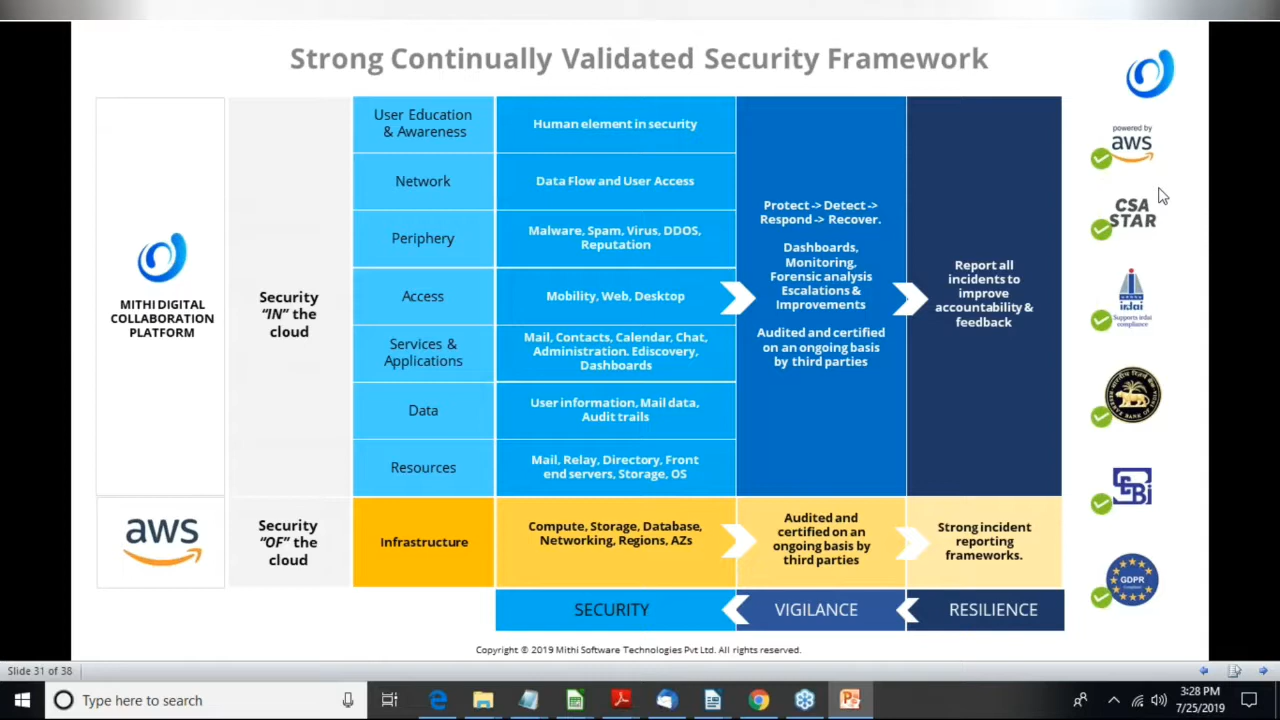 Strong Continually Validated Security Framework
MITHI DIGITAL
COLLABORATION
PLATFORM
Security
“IN” the
cloud
User Education
& Awareness
Human element in security
Network
Data Flow and User Access
Periphery
Malware, Spam, Virus, DDOS,
Reputation
Access
Mobility, Web, Desktop
Services &
Applications
Mail, Contacts, Calendar, Chat,
Administration. Ediscovery,
Dashboards
Data
User information, Mail data,
Audit trails
Resources
Mail, Relay, Directory, Front
end servers, Storage, OS
Protect -> Detect ->
Respond -> Recover.
Dashboards,
Monitoring,
Forensic analysis
Escalations &
Improvements
Audited and certified
on an ongoing basis
by third parties
Report all
incidents to
improve
accountability &
feedback
aws
Security
“OF” the
cloud
Infrastructure
Compute, Storage, Database,
Networking, Regions, AZs
Audited and
certified on an
ongoing basis by
third parties
Strong incident
reporting
frameworks.
SECURITY
VIGILANCE
RESILIENCE
powered by
aws
CSA
STAR
irdai
Supports irdai
compliance
SEBi
GDPR
Copyright © 2019 Mithi Software Technologies Pvt Ltd. All rights reserved.
Slide 31 of 38
Type here to search
3:28 PM
7/25/2019